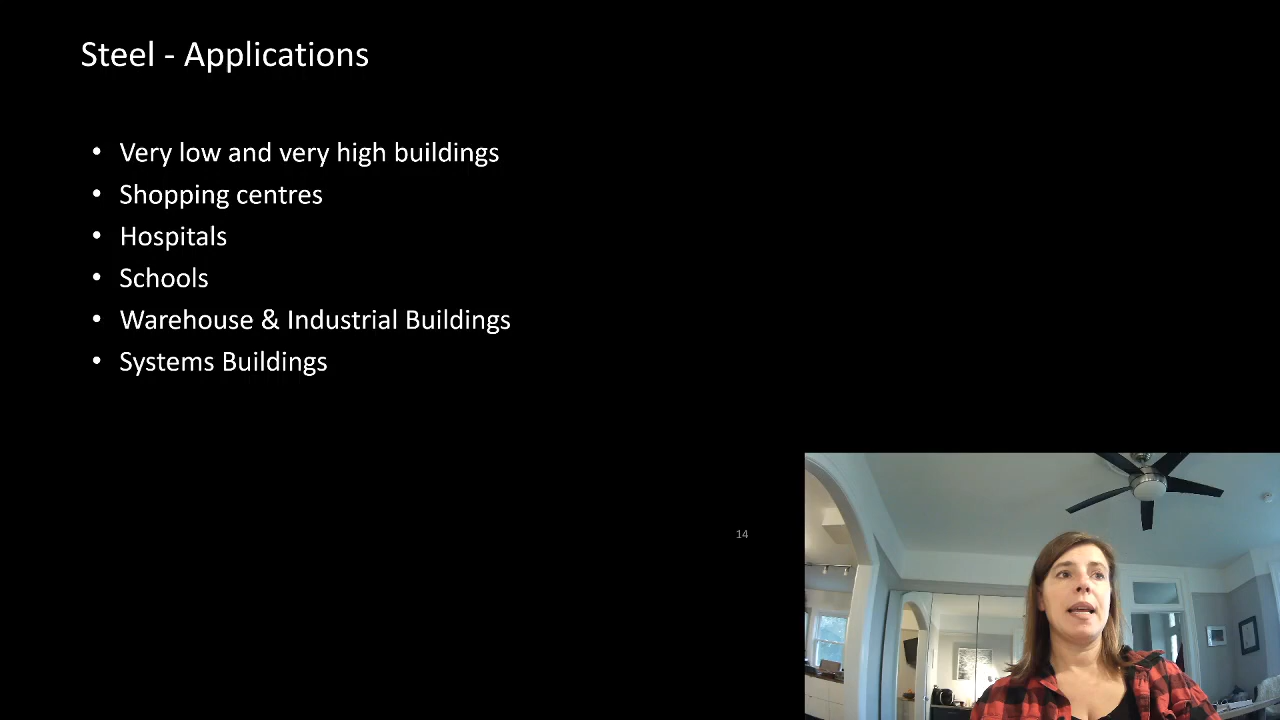 Steel - Applications
• Very low and very high buildings
• Shopping centres
• Hospitals
• Schools
• Warehouse & Industrial Buildings
• Systems Buildings
14